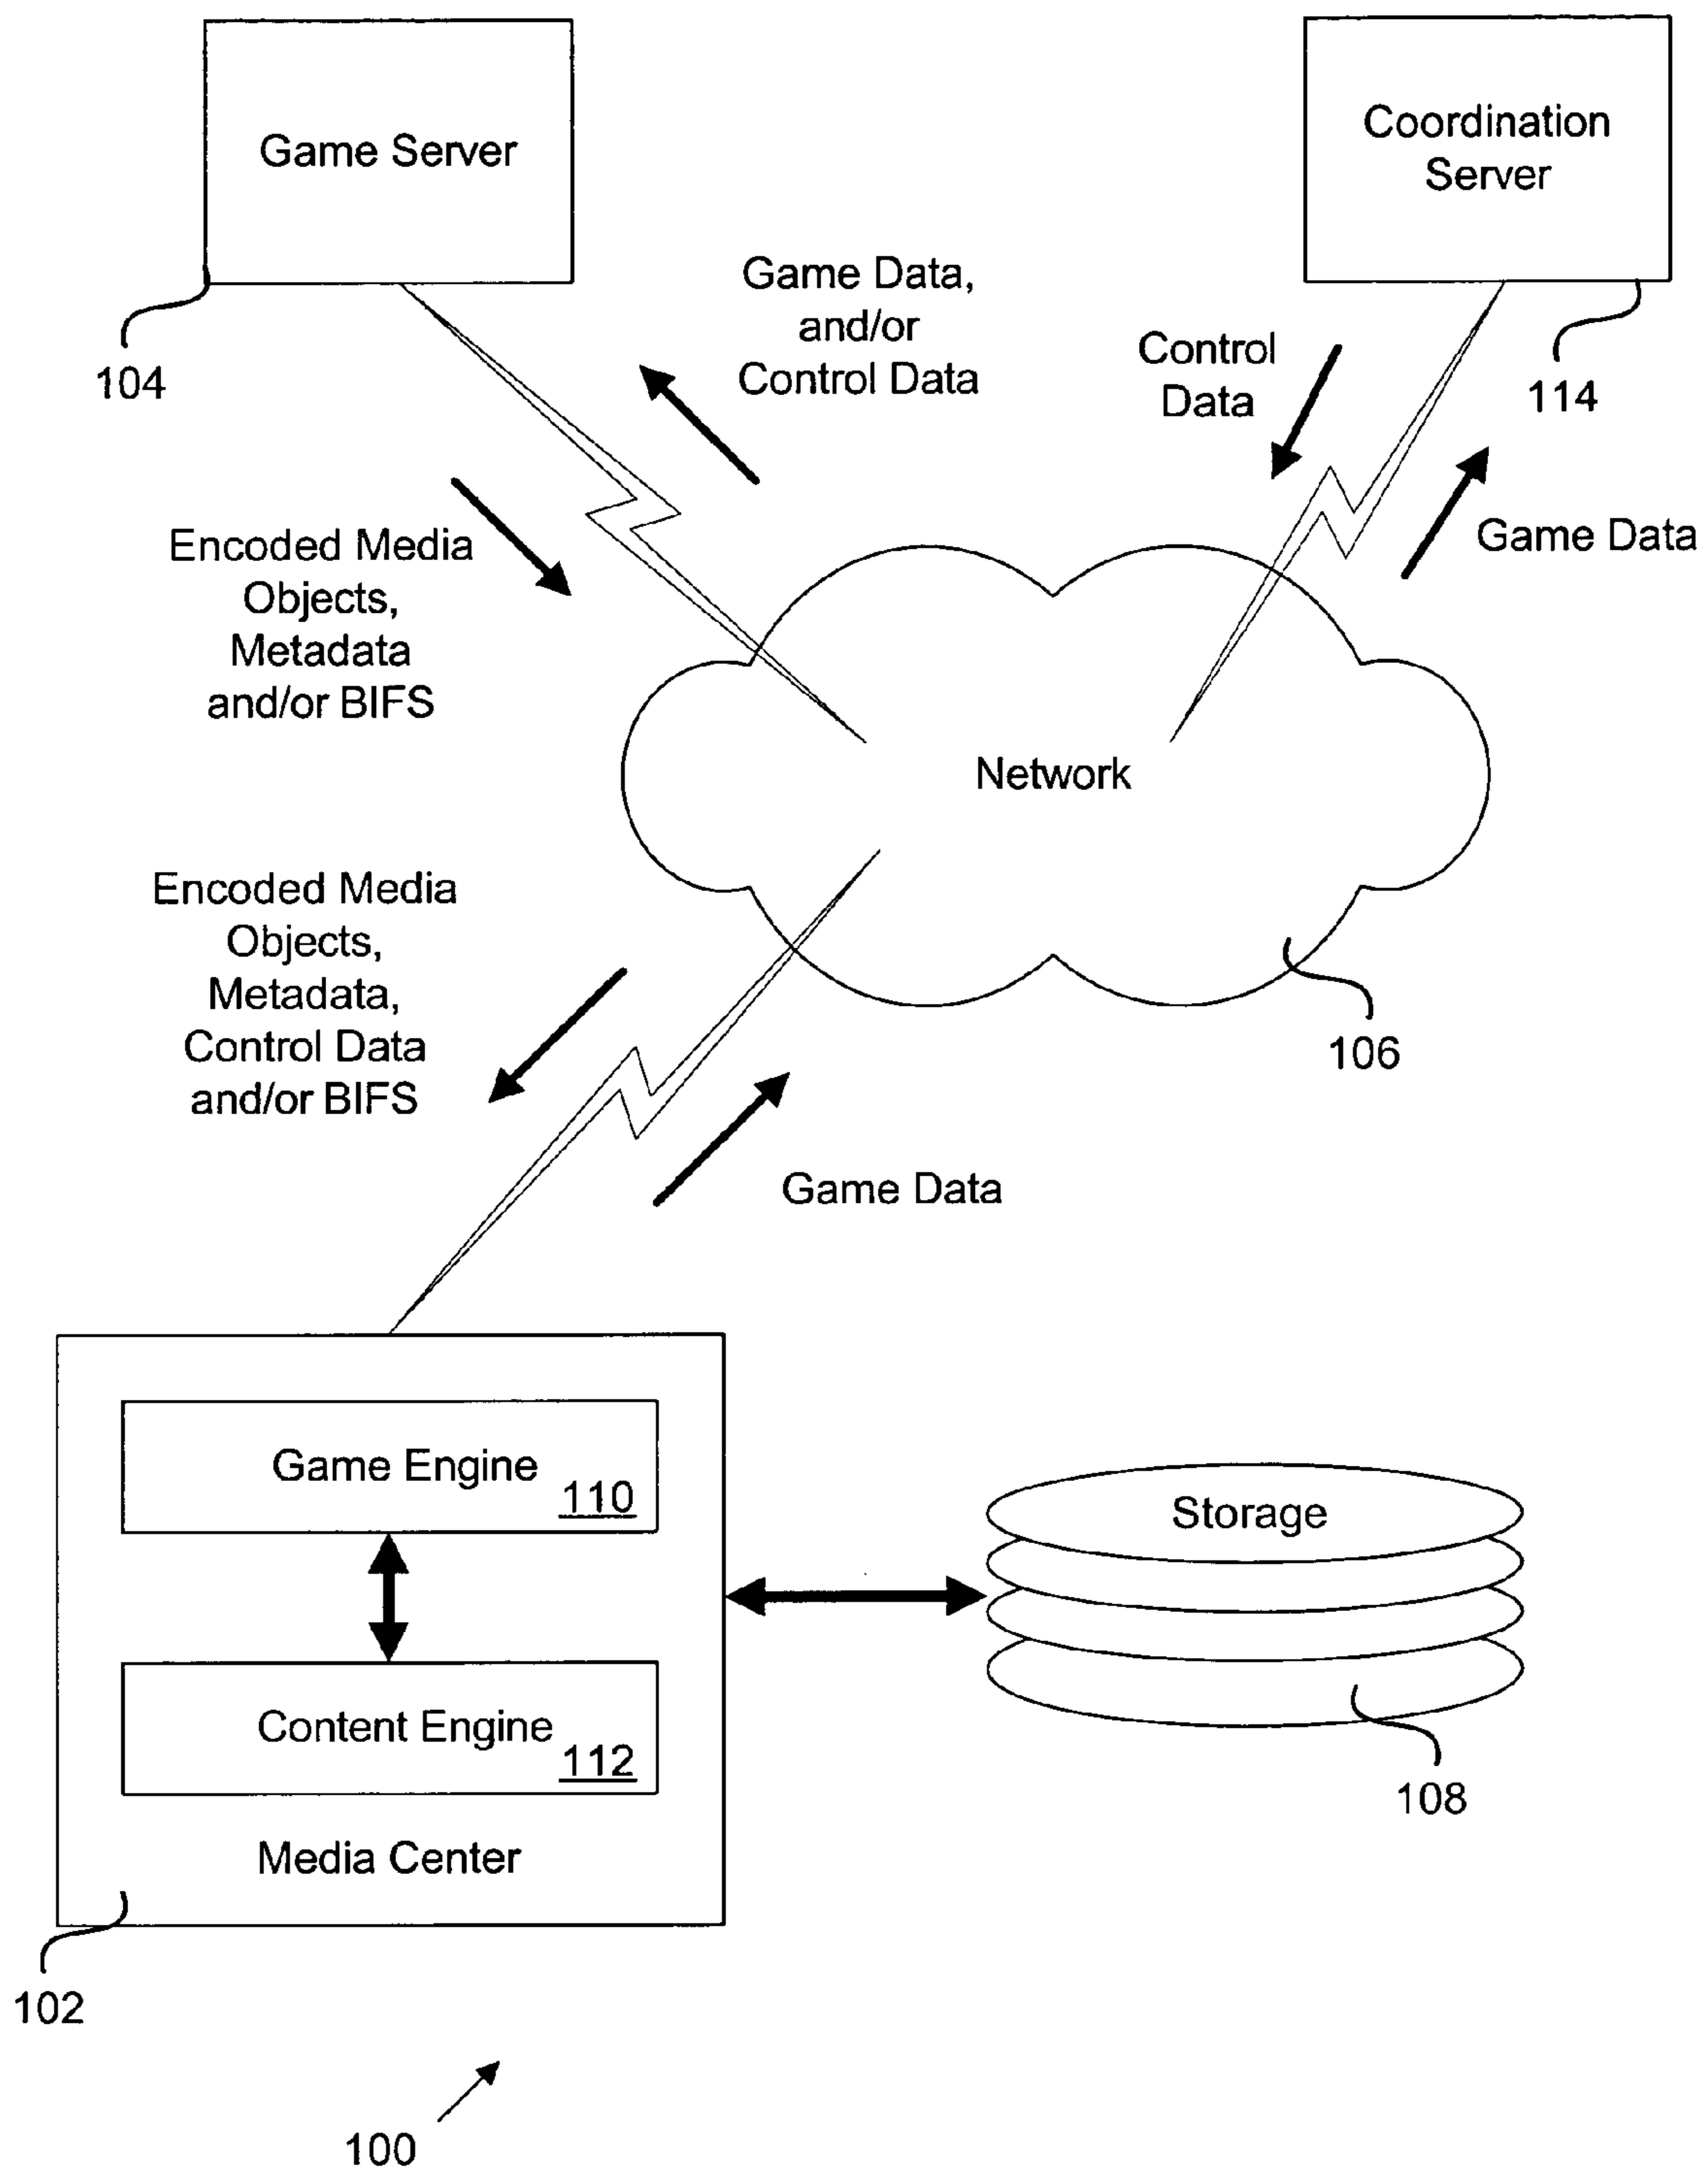 Game Server
Coordination
Server
104
Game Data,
and/or
Control Data
Control
Data
114
Game Data
Encoded Media
Objects,
Metadata
and/or BIFS
Network
Encoded Media
Objects,
Metadata,
Control Data
and/or BIFS
106
Game Data
Game Engine
110
Storage
Content Engine
112
108
Media Center
102
100